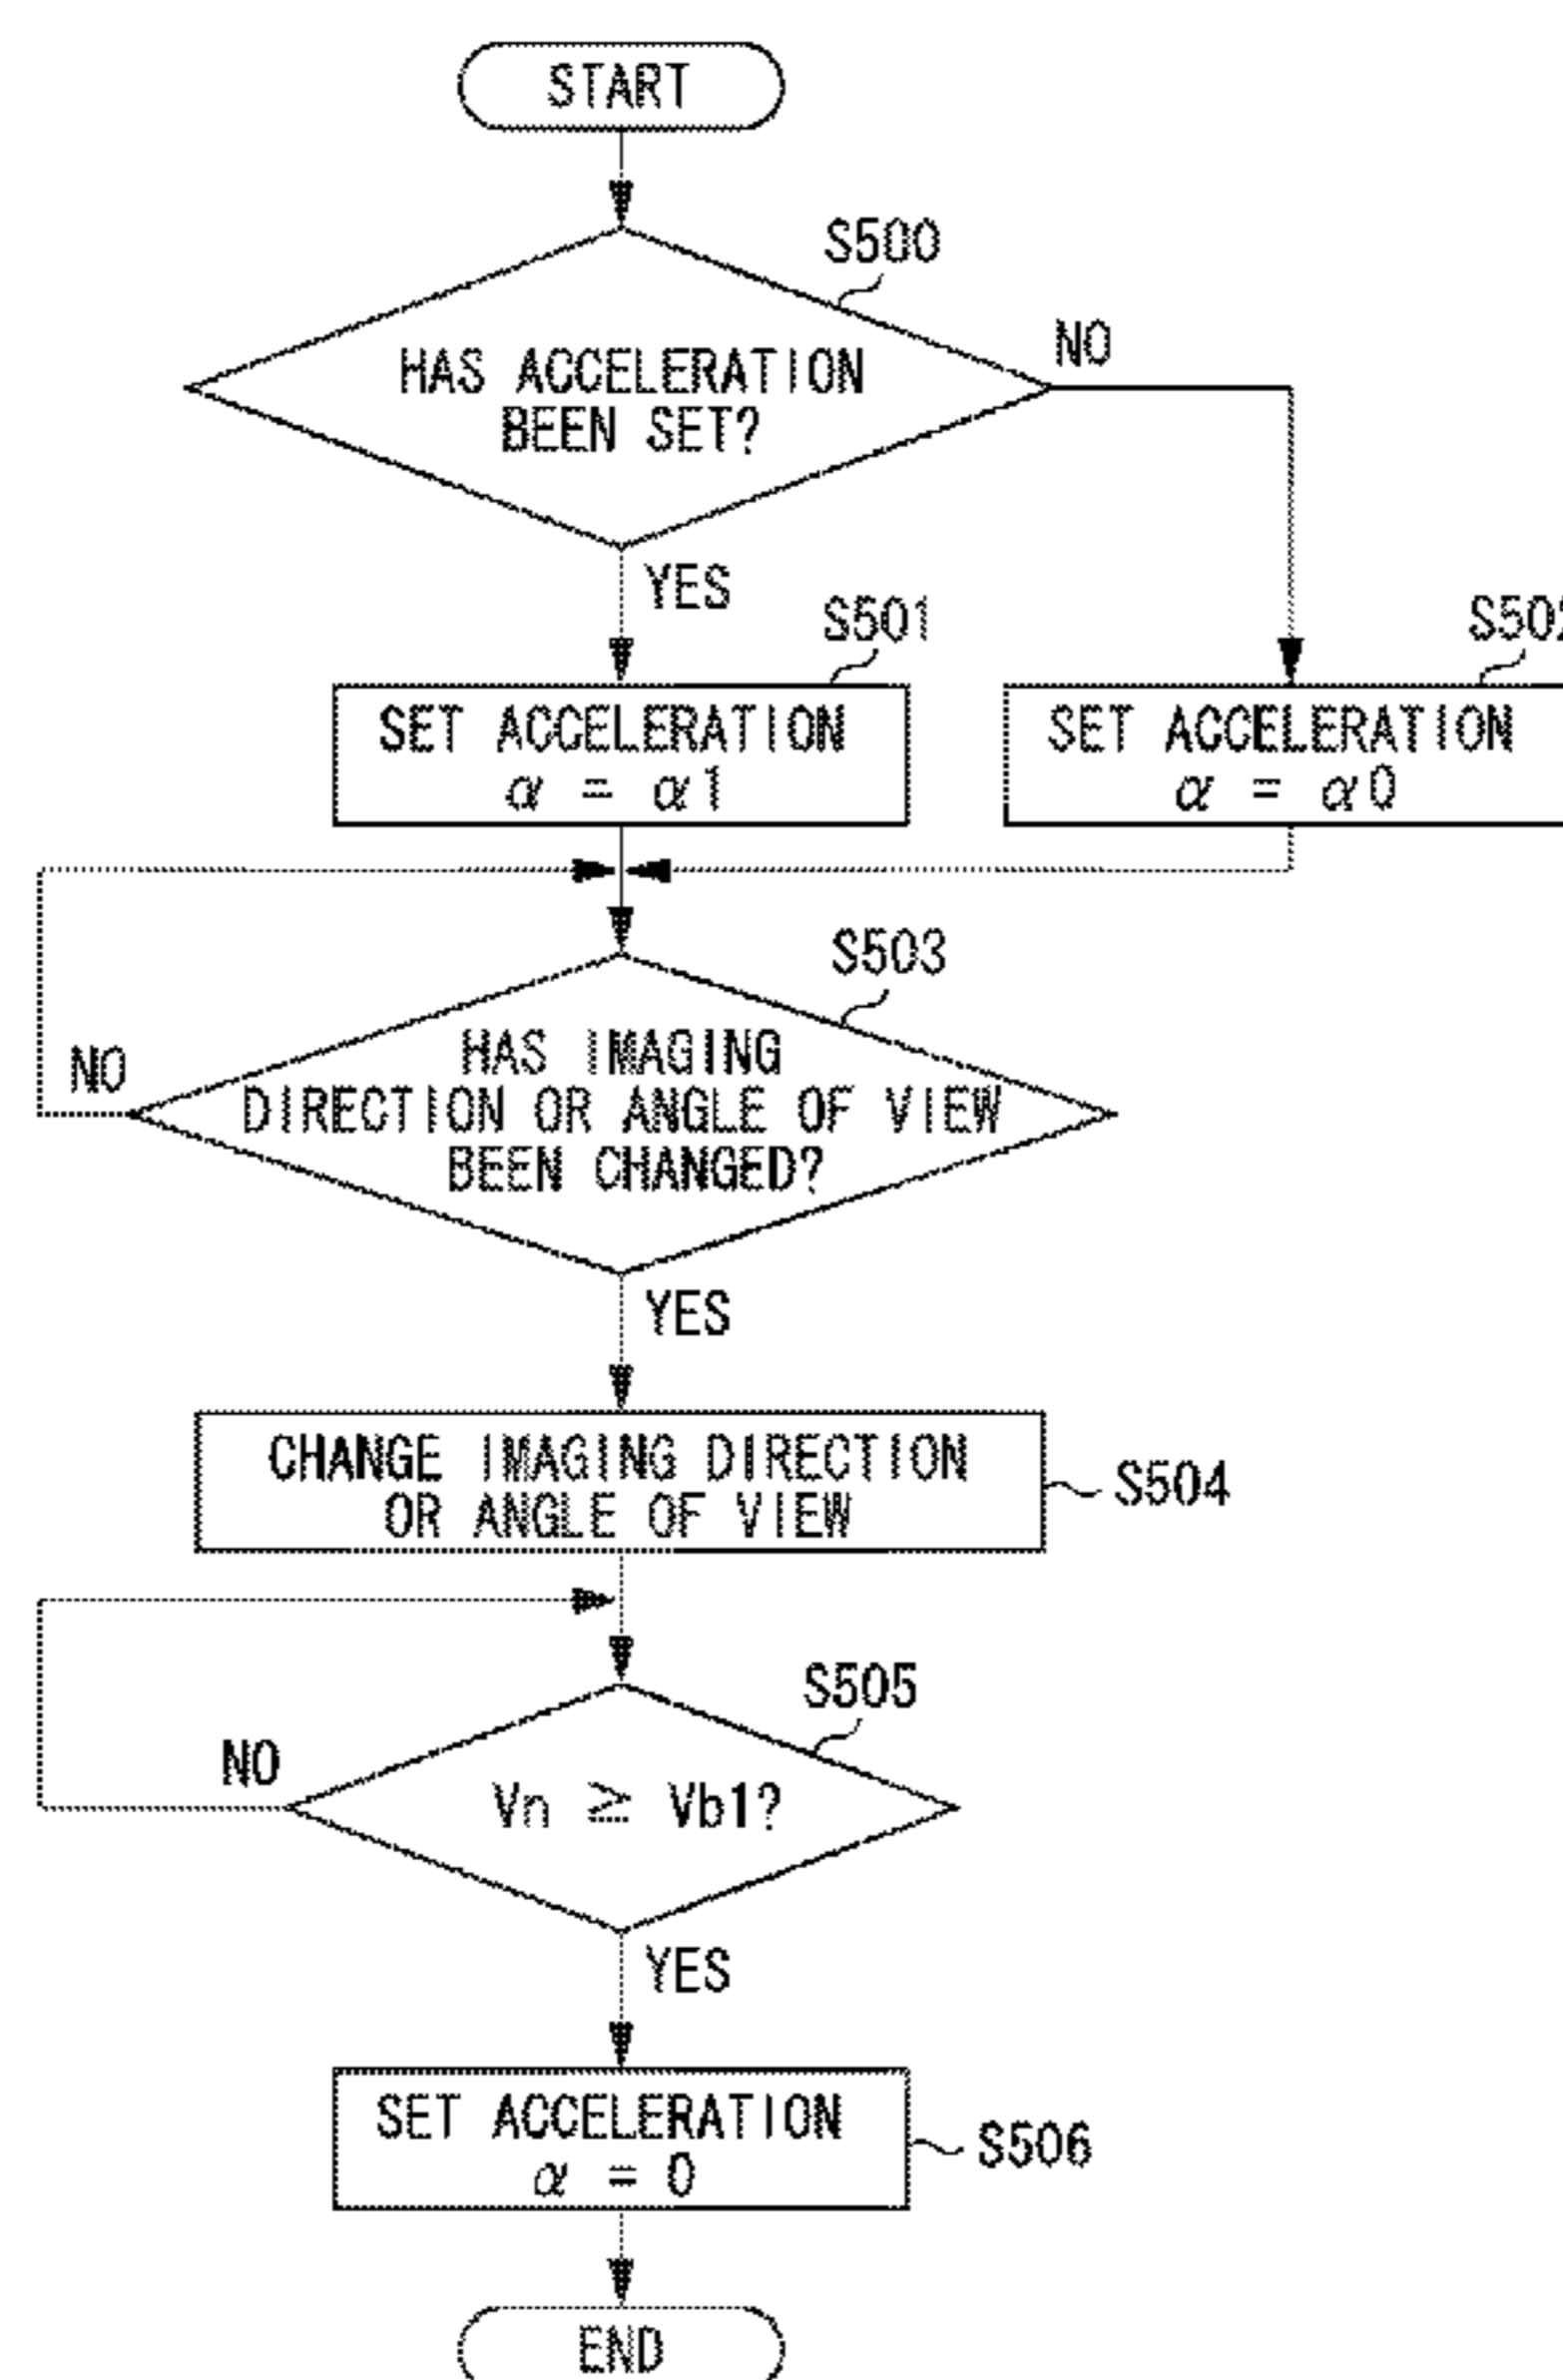 START
S500
HAS ACCELERATION
BEEN SET?
NO
YES
S501
SET ACCELERATION
α = α1
S502
SET ACCELERATION
α = α0
S503
HAS IMAGING
DIRECTION OR ANGLE OF VIEW
BEEN CHANGED?
NO
YES
CHANGE IMAGING DIRECTION
OR ANGLE OF VIEW
S504
S505
Vn ≧ Vb1?
NO
YES
SET ACCELERATION
α = 0
S506
END